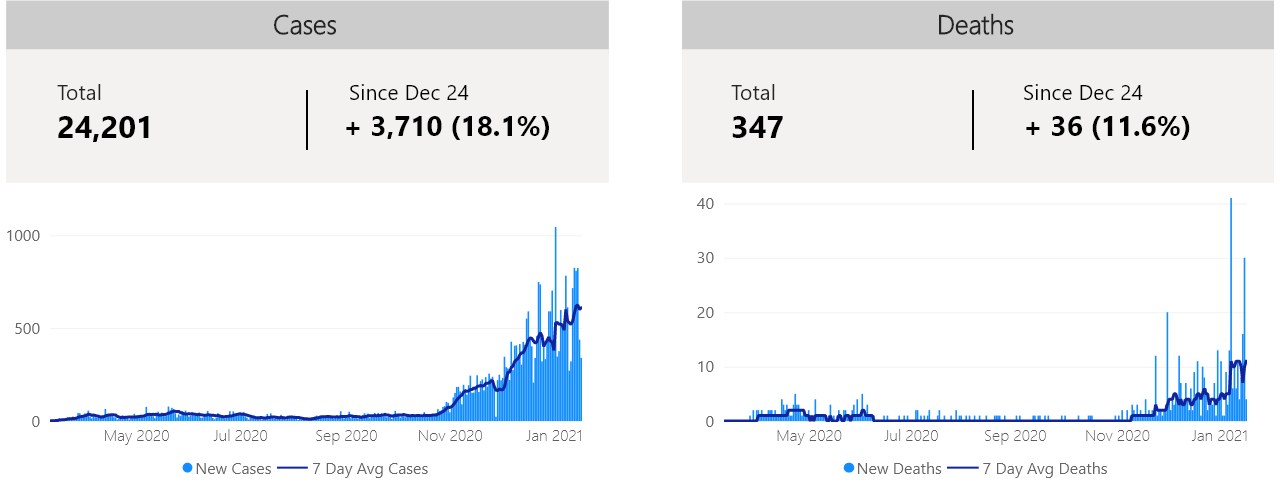 Cases
Total
Since Dec 24
24,201
+ 3,710 (18.1%)
1000
500
0
May 2020
Jul 2020
Sep 2020
Nov 2020
Jan 2021
New Cases
7 Day Avg Cases
Deaths
Total
Since Dec 24
347
+ 36 (11.6%)
40
30
20
10
0
May 2020
Jul 2020
Sep 2020
Nov 2020
Jan 2021
New Deaths
7 Day Avg Deaths